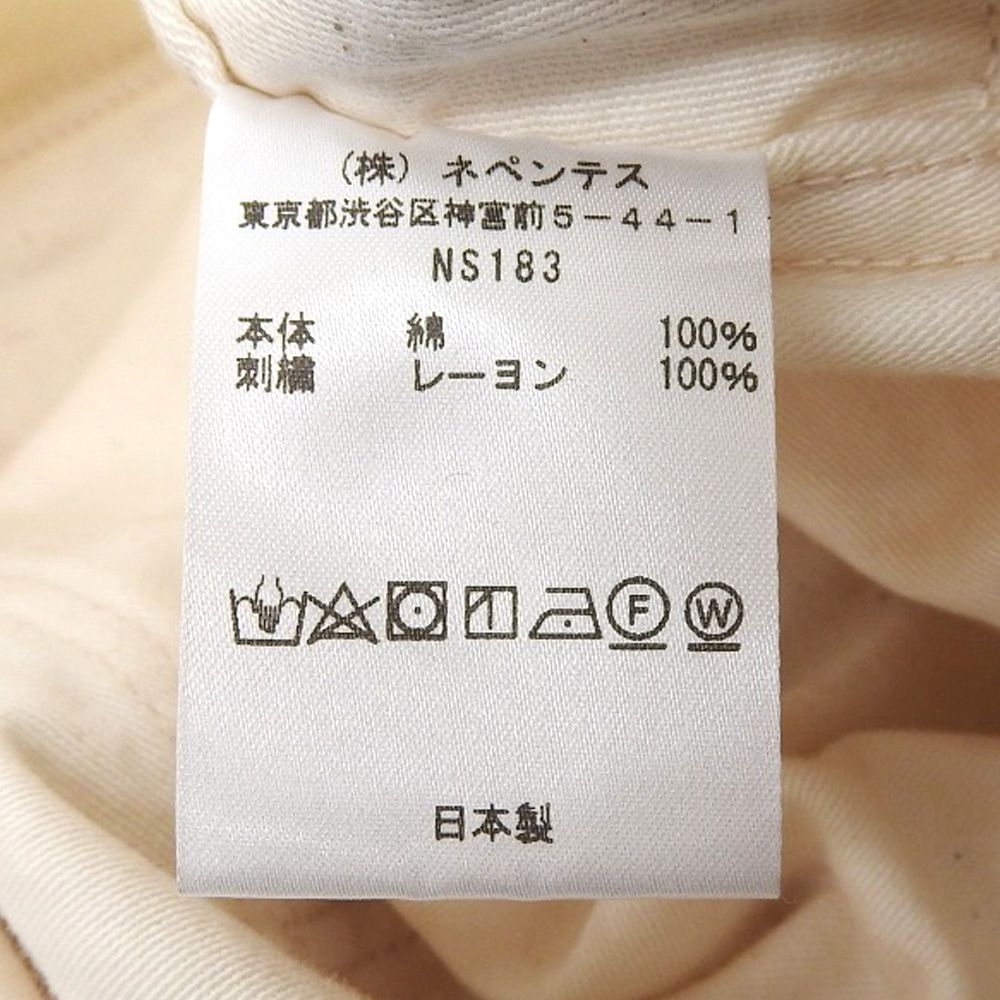 (株) ネペンテス
東京都渋谷区神宮前5-44-1
NS183
本体 綿 100%
刺繍 レーヨン 100%
F W
日本製